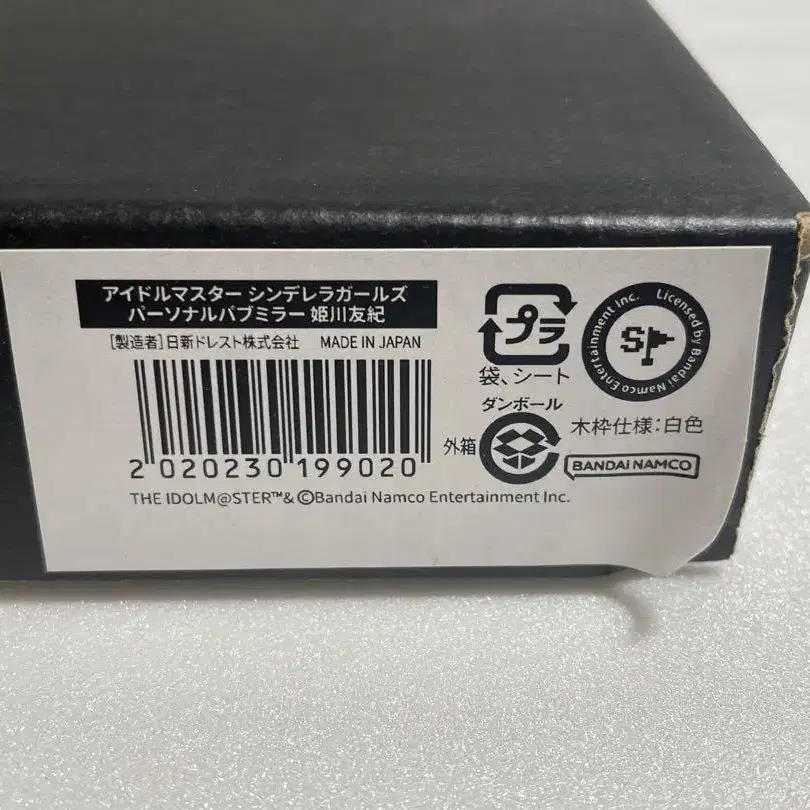 アイドルマスター シンデレラガールズ
パーソナルパブミラー 姫川友紀
[製造者]日新ドレスト株式会社 MADE IN JAPAN
2 020230 199020
THE IDOLM@STER™& ©Bandai Namco Entertainment Inc.
プラ
袋、シート
ダンボール
外箱
Licensed by Bandai Namco Entertainment Inc.
S
木枠仕様:白色
BANDAI NAMCO